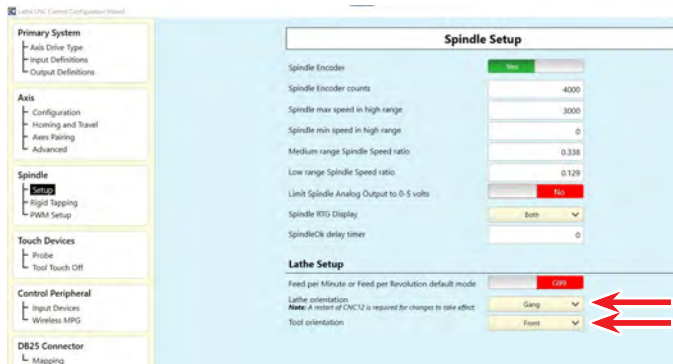 Lathe CNC Control Configuration Wizard
Primary System
Axis Drive Type
Input Definitions
Output Definitions
Axis
Configuration
Homing and Travel
Axes Pairing
Advanced
Spindle
Setup
Rigid Tapping
PWM Setup
Touch Devices
Probe
Tool Touch Off
Control Peripheral
Input Devices
Wireless MPG
DB25 Connector
Mapping
Spindle Setup
Spindle Encoder Yes
Spindle Encoder counts 4000
Spindle max speed in high range 3000
Spindle min speed in high range 0
Medium range Spindle Speed ratio 0.338
Low range Spindle Speed ratio 0.129
Limit Spindle Analog Output to 0-5 volts No
Spindle RTG Display Both
SpindleOk delay timer 0
Lathe Setup
Feed per Minute or Feed per Revolution default mode G99
Lathe orientation Gang
Note: A restart of CNC12 is required for changes to take effect
Tool orientation Front